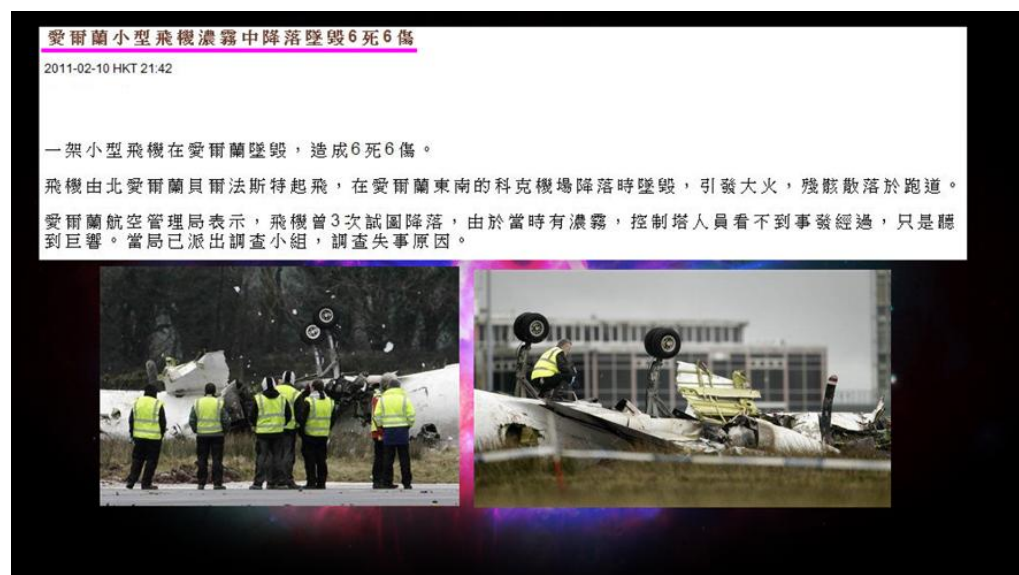 愛爾蘭小型飛機濃霧中降落墜毀6死6傷
2011-02-10 HKT 21:42
一架小型飛機在愛爾蘭墜毀，造成6死6傷。
飛機由北愛爾蘭貝爾法斯特起飛，在愛爾蘭東南的科克機場降落時墜毀，引發大火，殘骸散落於跑道。
愛爾蘭航空管理局表示，飛機曾3次試圖降落，由於當時有濃霧，控制塔人員看不到事發經過，只是聽
到巨響。當局已派出調查小組，調查失事原因。